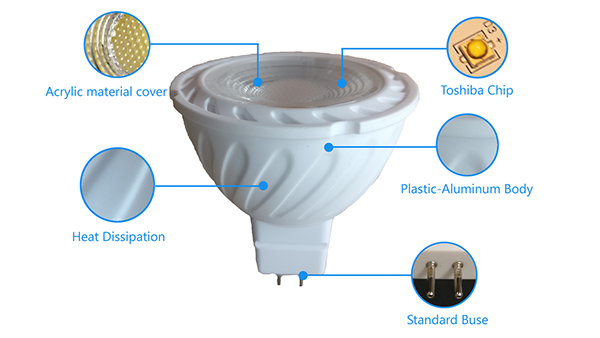 Acrylic material cover
Toshiba Chip
Plastic-Aluminum Body
Heat Dissipation
Standard Buse